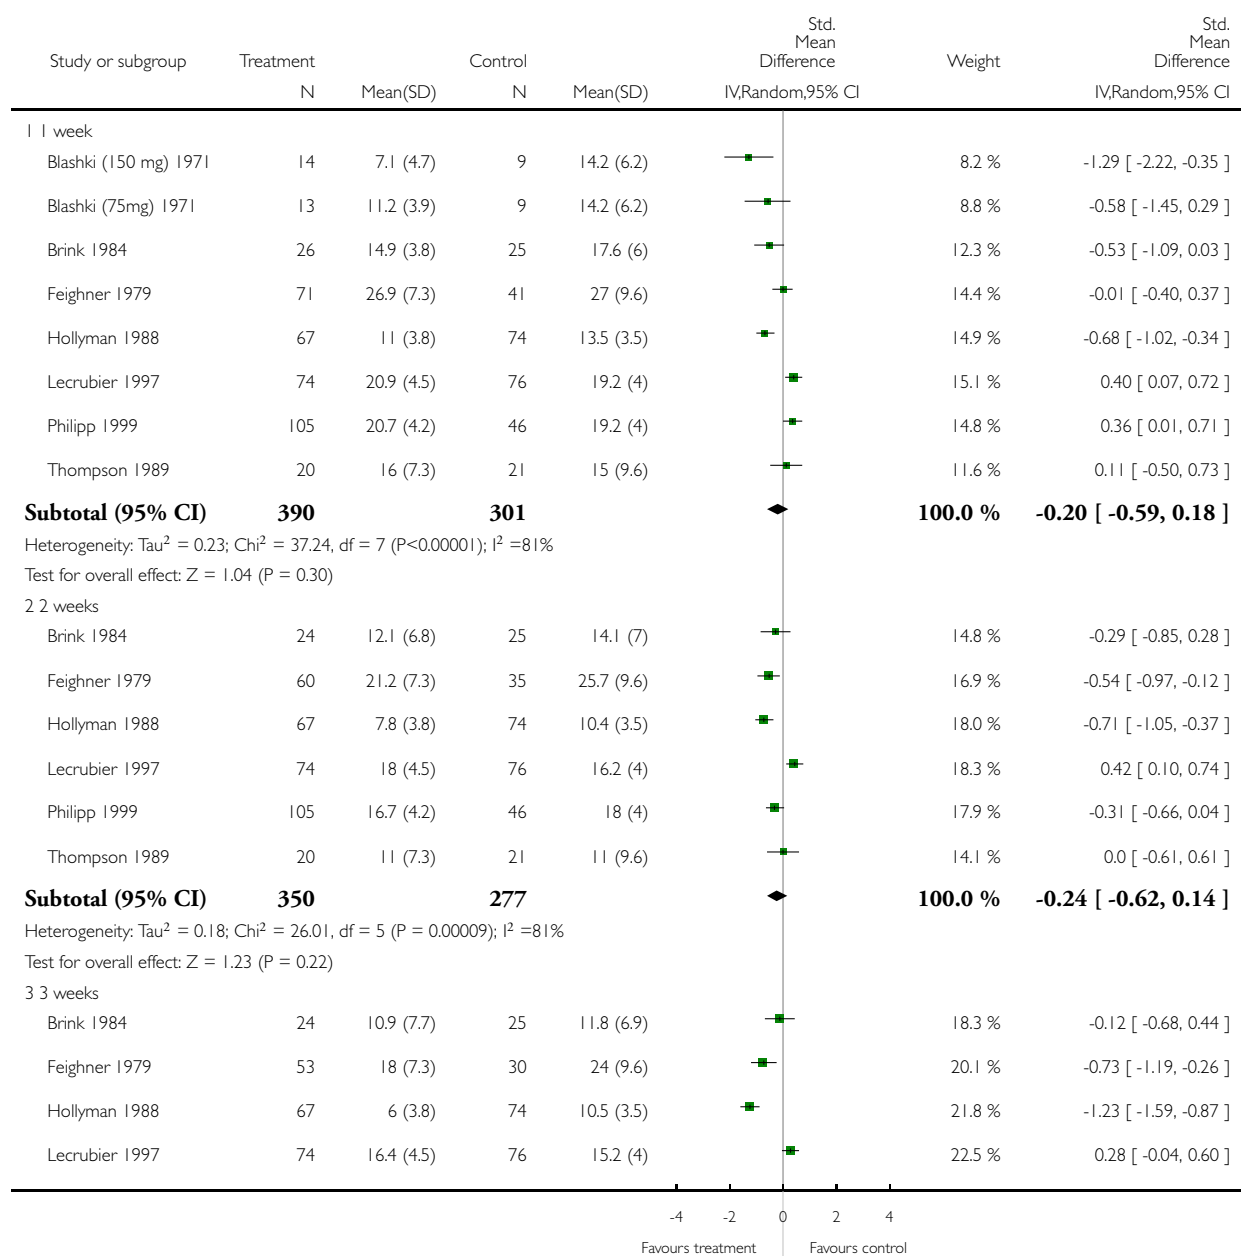 Study or subgroup Treatment Control Std. Mean Difference Weight Std. Mean Difference
N Mean(SD) N Mean(SD) IV,Random,95% CI IV,Random,95% CI
1 1 week
Blashki (150 mg) 1971 14 7.1 (4.7) 9 14.2 (6.2) 8.2 % -1.29 [ -2.22, -0.35 ]
Blashki (75mg) 1971 13 11.2 (3.9) 9 14.2 (6.2) 8.8 % -0.58 [ -1.45, 0.29 ]
Brink 1984 26 14.9 (3.8) 25 17.6 (6) 12.3 % -0.53 [ -1.09, 0.03 ]
Feighner 1979 71 26.9 (7.3) 41 27 (9.6) 14.4 % -0.01 [ -0.40, 0.37 ]
Hollyman 1988 67 11 (3.8) 74 13.5 (3.5) 14.9 % -0.68 [ -1.02, -0.34 ]
Lecrubier 1997 74 20.9 (4.5) 76 19.2 (4) 15.1 % 0.40 [ 0.07, 0.72 ]
Philipp 1999 105 20.7 (4.2) 46 19.2 (4) 14.8 % 0.36 [ 0.01, 0.71 ]
Thompson 1989 20 16 (7.3) 21 15 (9.6) 11.6 % 0.11 [ -0.50, 0.73 ]
Subtotal (95% CI) 390 301 100.0 % -0.20 [ -0.59, 0.18 ]
Heterogeneity: Tau² = 0.23; Chi² = 37.24, df = 7 (P<0.00001); I² =81%
Test for overall effect: Z = 1.04 (P = 0.30)
2 2 weeks
Brink 1984 24 12.1 (6.8) 25 14.1 (7) 14.8 % -0.29 [ -0.85, 0.28 ]
Feighner 1979 60 21.2 (7.3) 35 25.7 (9.6) 16.9 % -0.54 [ -0.97, -0.12 ]
Hollyman 1988 67 7.8 (3.8) 74 10.4 (3.5) 18.0 % -0.71 [ -1.05, -0.37 ]
Lecrubier 1997 74 18 (4.5) 76 16.2 (4) 18.3 % 0.42 [ 0.10, 0.74 ]
Philipp 1999 105 16.7 (4.2) 46 18 (4) 17.9 % -0.31 [ -0.66, 0.04 ]
Thompson 1989 20 11 (7.3) 21 11 (9.6) 14.1 % 0.0 [ -0.61, 0.61 ]
Subtotal (95% CI) 350 277 100.0 % -0.24 [ -0.62, 0.14 ]
Heterogeneity: Tau² = 0.18; Chi² = 26.01, df = 5 (P = 0.00009); I² =81%
Test for overall effect: Z = 1.23 (P = 0.22)
3 3 weeks
Brink 1984 24 10.9 (7.7) 25 11.8 (6.9) 18.3 % -0.12 [ -0.68, 0.44 ]
Feighner 1979 53 18 (7.3) 30 24 (9.6) 20.1 % -0.73 [ -1.19, -0.26 ]
Hollyman 1988 67 6 (3.8) 74 10.5 (3.5) 21.8 % -1.23 [ -1.59, -0.87 ]
Lecrubier 1997 74 16.4 (4.5) 76 15.2 (4) 22.5 % 0.28 [ -0.04, 0.60 ]
-4 -2 0 2 4
Favours treatment Favours control